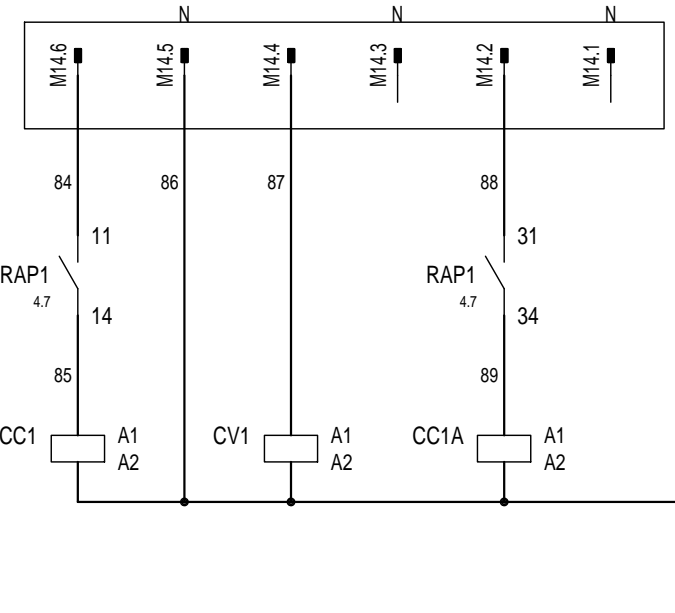 N N N
M14.6 M14.5 M14.4 M14.3 M14.2 M14.1
84 86 87 88
11 31
RAP1 RAP1
4.7 4.7
14 34
85 89
CC1 A1 CV1 A1 CC1A A1
A2 A2 A2